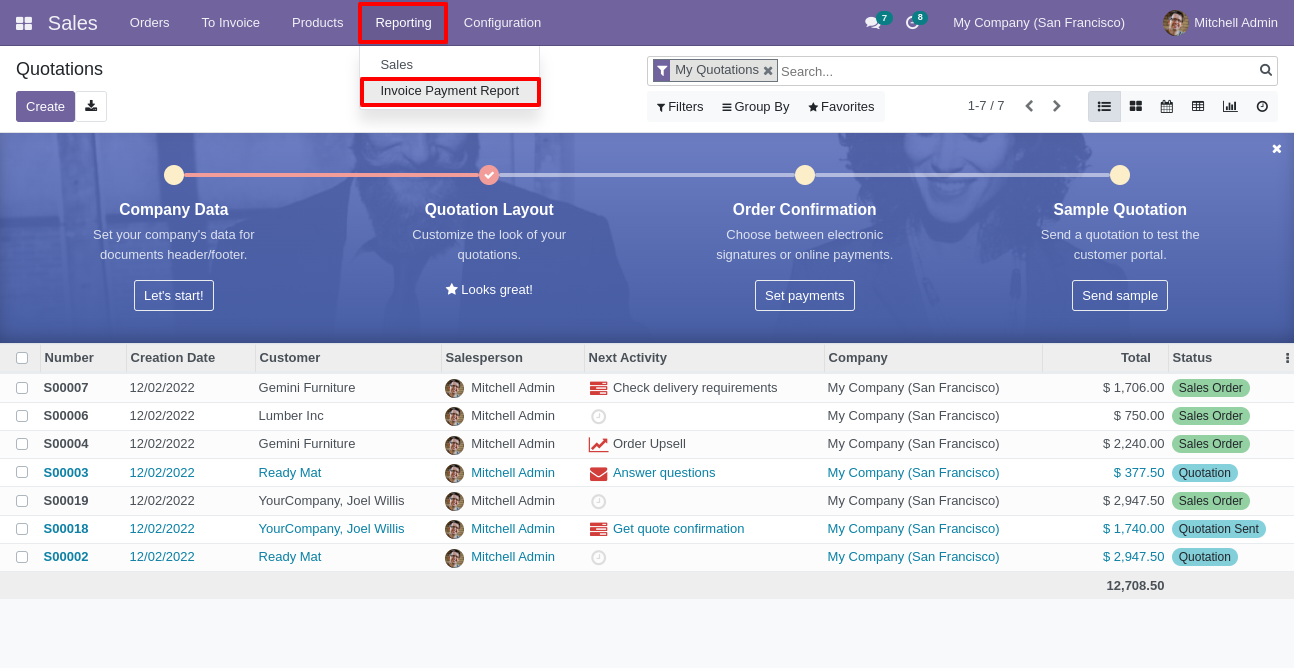 Sales Orders To Invoice Products Reporting Configuration 7 8 My Company (San Francisco) Mitchell Admin
Sales
Invoice Payment Report
Quotations
My Quotations Search...
Create
Filters Group By Favorites 1-7 / 7
Company Data Quotation Layout Order Confirmation Sample Quotation
Set your company's data for Customize the look of your Choose between electronic Send a quotation to test the
documents header/footer. quotations. signatures or online payments. customer portal.
Let's start! Looks great! Set payments Send sample
Number Creation Date Customer Salesperson Next Activity Company Total Status
S00007 12/02/2022 Gemini Furniture Mitchell Admin Check delivery requirements My Company (San Francisco) $ 1,706.00 Sales Order
S00006 12/02/2022 Lumber Inc Mitchell Admin My Company (San Francisco) $ 750.00 Sales Order
S00004 12/02/2022 Gemini Furniture Mitchell Admin Order Upsell My Company (San Francisco) $ 2,240.00 Sales Order
S00003 12/02/2022 Ready Mat Mitchell Admin Answer questions My Company (San Francisco) $ 377.50 Quotation
S00019 12/02/2022 YourCompany, Joel Willis Mitchell Admin My Company (San Francisco) $ 2,947.50 Sales Order
S00018 12/02/2022 YourCompany, Joel Willis Mitchell Admin Get quote confirmation My Company (San Francisco) $ 1,740.00 Quotation Sent
S00002 12/02/2022 Ready Mat Mitchell Admin My Company (San Francisco) $ 2,947.50 Quotation
12,708.50